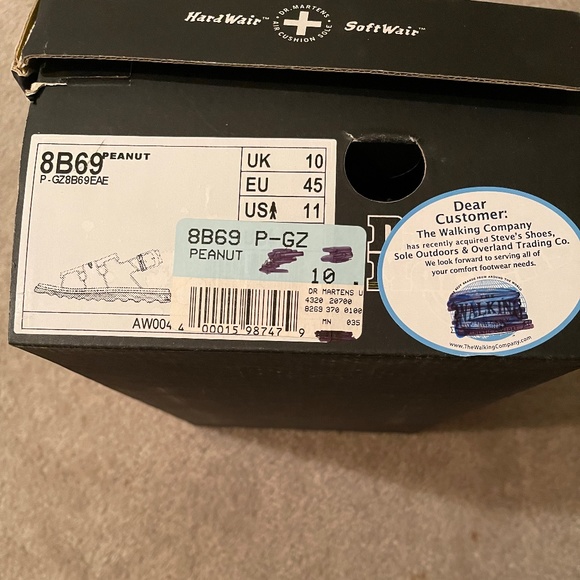 HardWair™
DR. MARTENS
AIR CUSHION SOLE
SoftWair™
8B69 PEANUT
P-GZ8B69EAE
UK 10
EU 45
US 11
AW004
8B69 P-GZ
PEANUT
10
DR MARTENS U
4320 20700
8269 370 0100
MN 035
4 00015 98747 9
Dear
Customer:
The Walking Company
has recently acquired Steve's Shoes,
Sole Outdoors & Overland Trading Co.
We look forward to serving all of
your comfort footwear needs.
WALKING
www.TheWalkingCompany.com